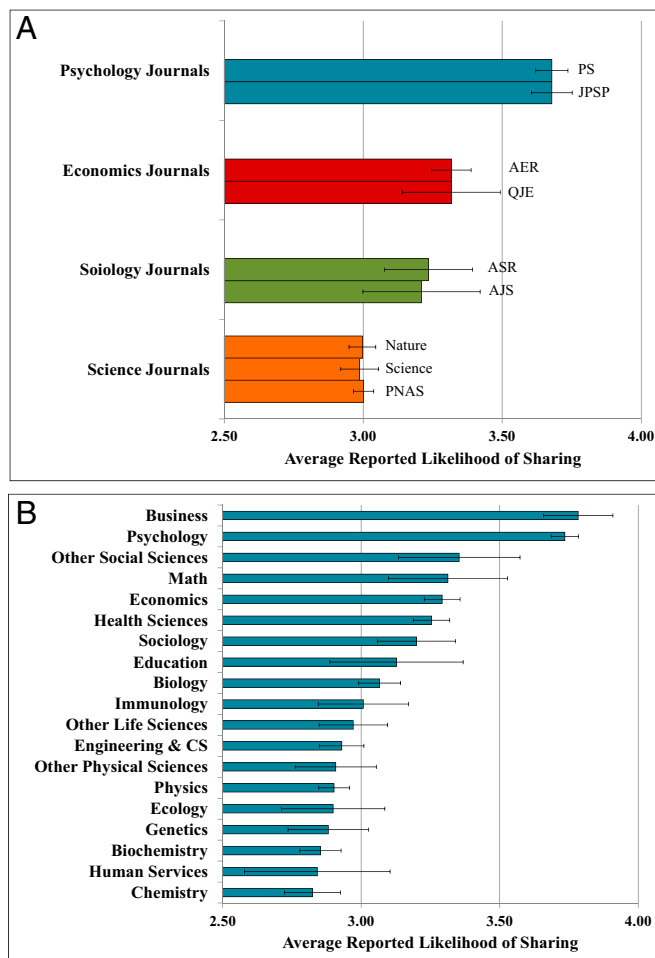 A
Psychology Journals
PS
JPSP
Economics Journals
AER
QJE
Soiology Journals
ASR
AJS
Science Journals
Nature
Science
PNAS
2.50 3.00 3.50 4.00
Average Reported Likelihood of Sharing
B
Business
Psychology
Other Social Sciences
Math
Economics
Health Sciences
Sociology
Education
Biology
Immunology
Other Life Sciences
Engineering & CS
Other Physical Sciences
Physics
Ecology
Genetics
Biochemistry
Human Services
Chemistry
2.50 3.00 3.50 4.00
Average Reported Likelihood of Sharing